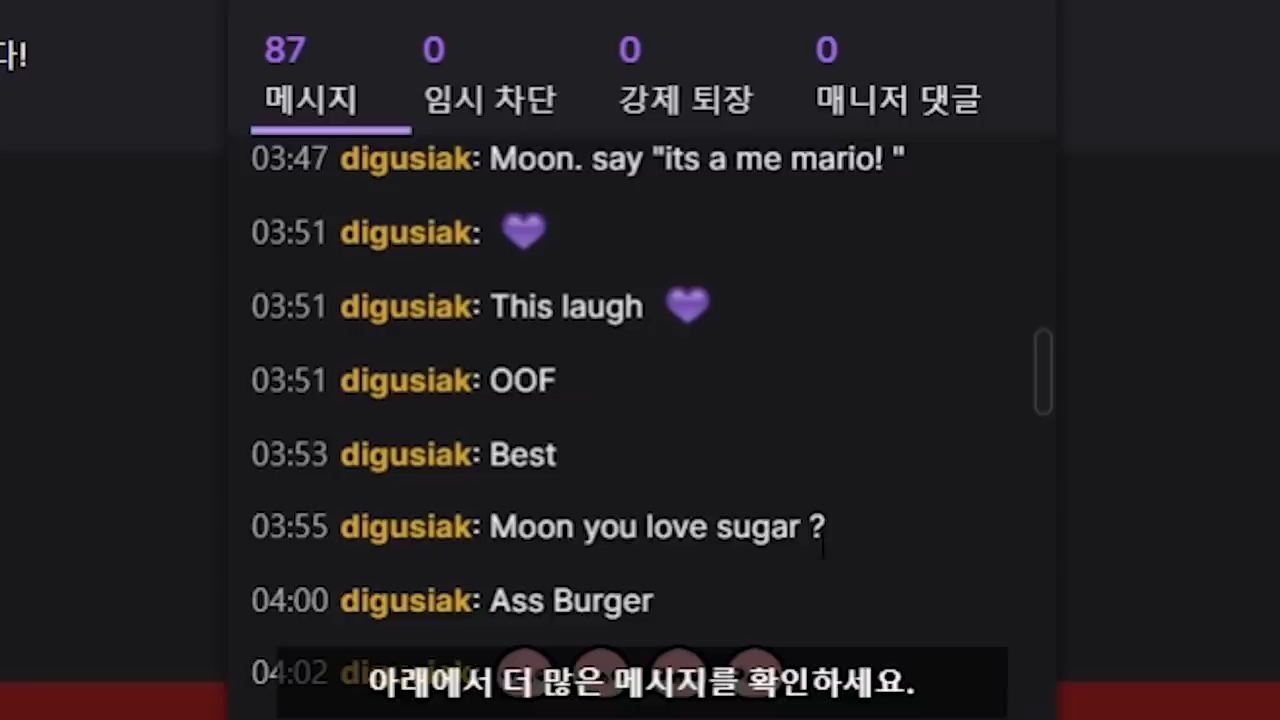 다!
87 0 0 0
메시지 임시 차단 강제 퇴장 매니저 댓글
03:47 digusiak: Moon. say "its a me mario! "
03:51 digusiak: 💜
03:51 digusiak: This laugh 💜
03:51 digusiak: OOF
03:53 digusiak: Best
03:55 digusiak: Moon you love sugar ?
04:00 digusiak: Ass Burger
04:02 digusiak:
아래에서 더 많은 메시지를 확인하세요.